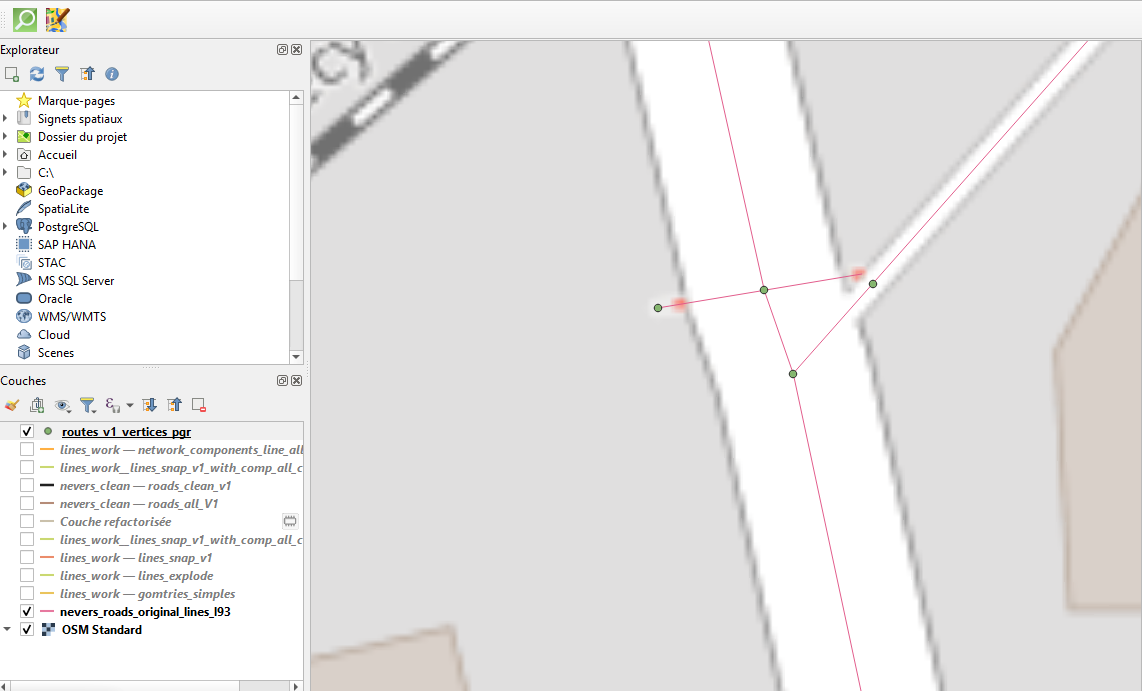 Explorateur
Marque-pages
Signets spatiaux
Dossier du projet
Accueil
C:\
GeoPackage
SpatiaLite
PostgreSQL
SAP HANA
STAC
MS SQL Server
Oracle
WMS/WMTS
Cloud
Scenes
Couches
routes_v1_vertices_pgr
lines_work — network_components_line_all
lines_work__lines_snap_v1_with_comp_all_c
nevers_clean — roads_clean_v1
nevers_clean — roads_all_V1
Couche refactorisée
lines_work__lines_snap_v1_with_comp_all_c
lines_work — lines_snap_v1
lines_work — lines_explode
lines_work — gomtries_simples
nevers_roads_original_lines_l93
OSM Standard